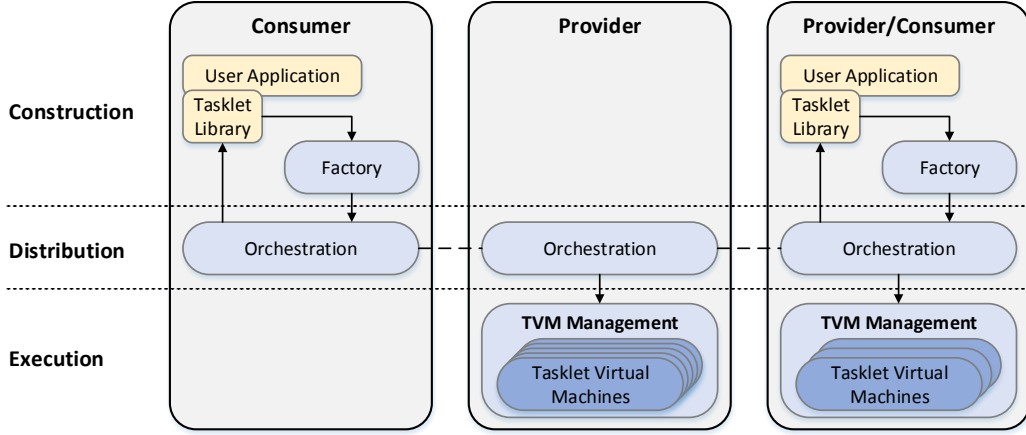 Consumer
Provider
Provider/Consumer
Construction
User Application
Tasklet
Library
Factory
User Application
Tasklet
Library
Factory
Distribution
Orchestration
Orchestration
Orchestration
Execution
TVM Management
Tasklet Virtual
Machines
TVM Management
Tasklet Virtual
Machines